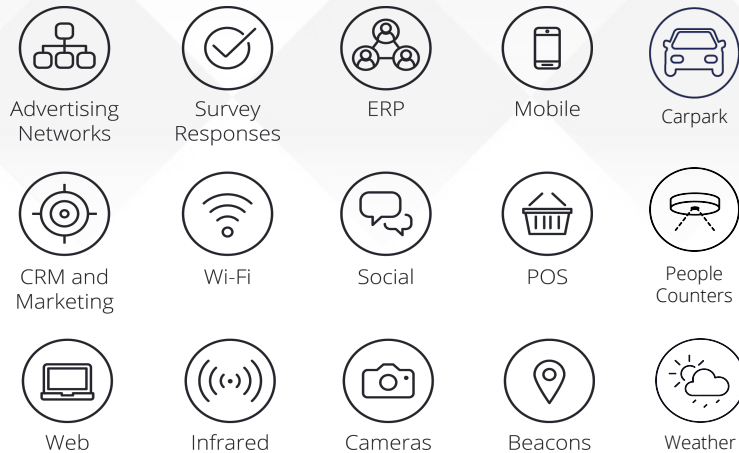 Advertising
Networks
Survey
Responses
ERP
Mobile
Carpark
CRM and
Marketing
Wi-Fi
Social
POS
People
Counters
Web
Infrared
Cameras
Beacons
Weather